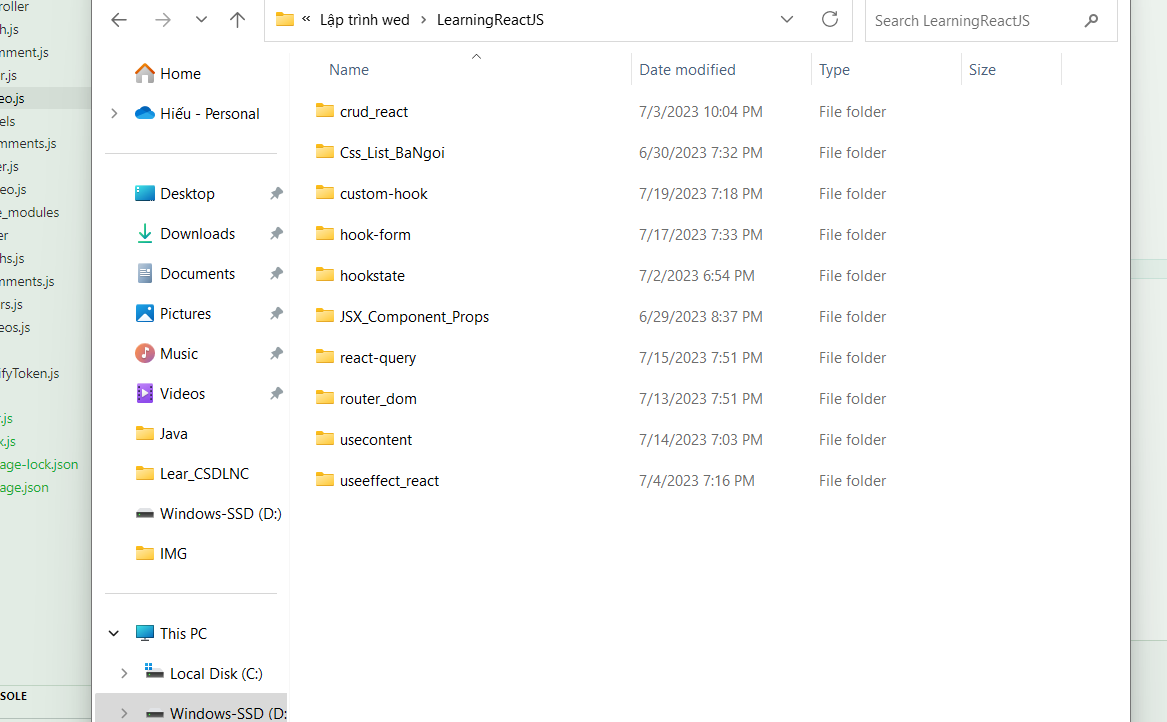 roller
h.js
nment.js
r.js
eo.js
els
nments.js
er.js
eo.js
e_modules
er
hs.js
nments.js
rs.js
eos.js
ifyToken.js
r.js
x.js
age-lock.json
age.json
SOLE
« Lập trình wed > LearningReactJS
Search LearningReactJS
Home
Hiếu - Personal
Desktop
Downloads
Documents
Pictures
Music
Videos
Java
Lear_CSDLNC
Windows-SSD (D:)
IMG
This PC
Local Disk (C:)
Windows-SSD (D:
Name Date modified Type Size
crud_react 7/3/2023 10:04 PM File folder
Css_List_BaNgoi 6/30/2023 7:32 PM File folder
custom-hook 7/19/2023 7:18 PM File folder
hook-form 7/17/2023 7:33 PM File folder
hookstate 7/2/2023 6:54 PM File folder
JSX_Component_Props 6/29/2023 8:37 PM File folder
react-query 7/15/2023 7:51 PM File folder
router_dom 7/13/2023 7:51 PM File folder
usecontent 7/14/2023 7:03 PM File folder
useeffect_react 7/4/2023 7:16 PM File folder